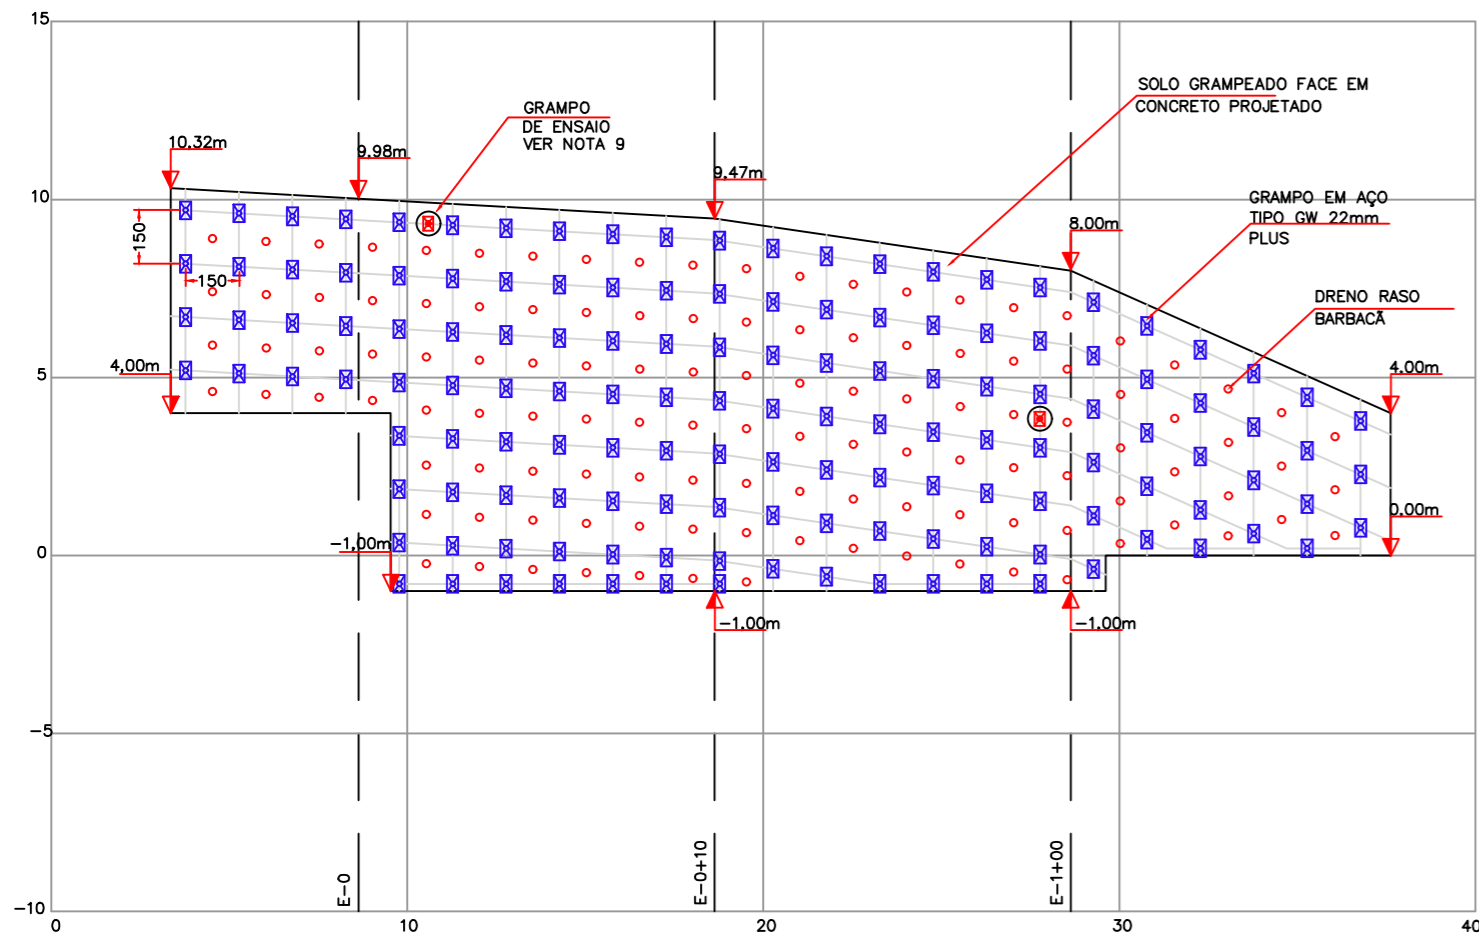 15
SOLO GRAMPEADO FACE EM
CONCRETO PROJETADO
GRAMPO
DE ENSAIO
VER NOTA 9
10.32m
9.98m
9.47m
10
GRAMPO EM AÇO
TIPO GW 22mm
PLUS
8,00m
150
150
DRENO RASO
BARBACÃ
5
4,00m
4.00m
0,00m
0
-1,00m
-1.00m
-1.00m
-5
E-0
E-0+10
E-1+00
-10
0
10
20
30
40